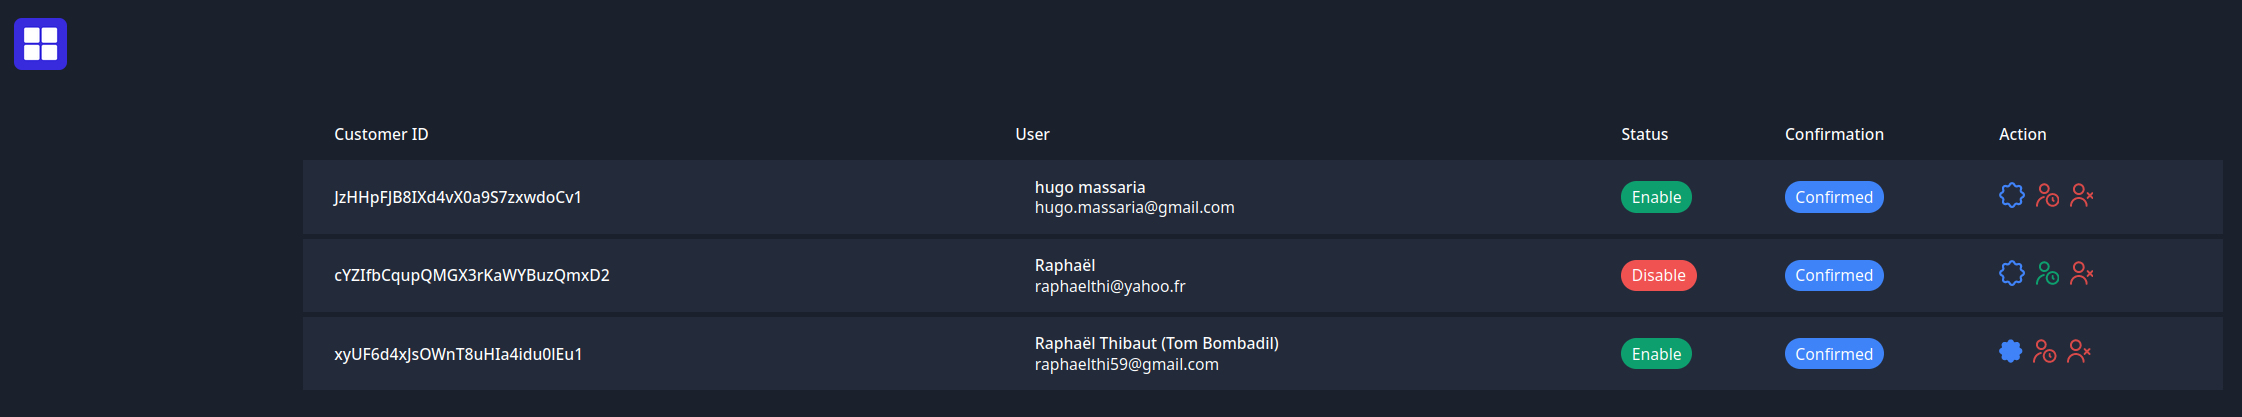 Customer ID User Status Confirmation Action
JzHHpFJB8IXd4vX0a9S7zxwdoCv1 hugo massaria Enable Confirmed
hugo.massaria@gmail.com
cYZIfbCqupQMGX3rKaWYBuzQmxD2 Raphaël Disable Confirmed
raphaelthi@yahoo.fr
xyUF6d4xJsOWnT8uHIa4idu0lEu1 Raphaël Thibaut (Tom Bombadil) Enable Confirmed
raphaelthi59@gmail.com